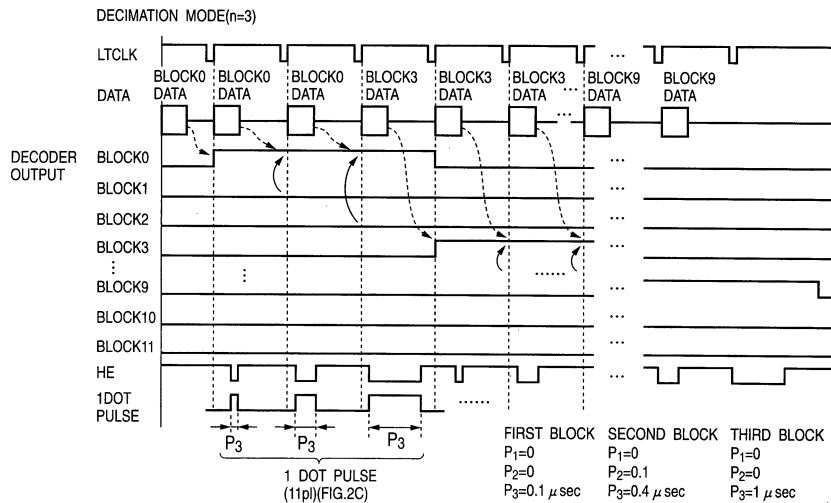 DECIMATION MODE(n=3)
LTCLK
...
BLOCK0 BLOCK0 BLOCK0 BLOCK3 BLOCK3 BLOCK3 ... BLOCK9 BLOCK9
DATA DATA DATA DATA DATA DATA DATA DATA DATA
...
DECODER OUTPUT
BLOCK0
...
BLOCK1
BLOCK2
...
BLOCK3
......
BLOCK9
...
BLOCK10
...
BLOCK11
HE
...
1DOT PULSE
......
P3 P3 P3
1 DOT PULSE
(11pl)(FIG.2C)
FIRST BLOCK
P1=0
P2=0
P3=0.1 μsec
SECOND BLOCK
P1=0
P2=0.1
P3=0.4 μsec
THIRD BLOCK
P1=0
P2=0
P3=1 μsec